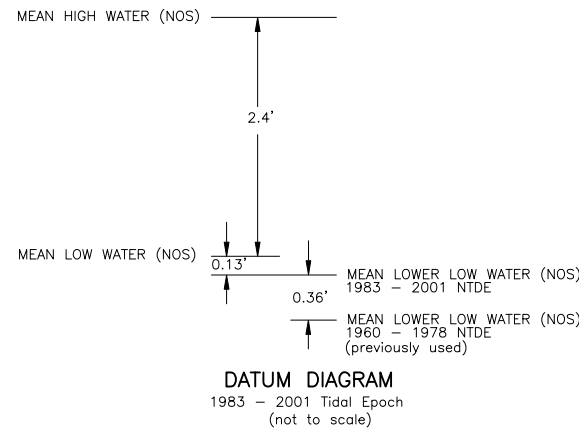 MEAN HIGH WATER (NOS)
2.4'
MEAN LOW WATER (NOS)
0.13'
MEAN LOWER LOW WATER (NOS)
1983 – 2001 NTDE
0.36'
MEAN LOWER LOW WATER (NOS)
1960 – 1978 NTDE
(previously used)
DATUM DIAGRAM
1983 – 2001 Tidal Epoch
(not to scale)